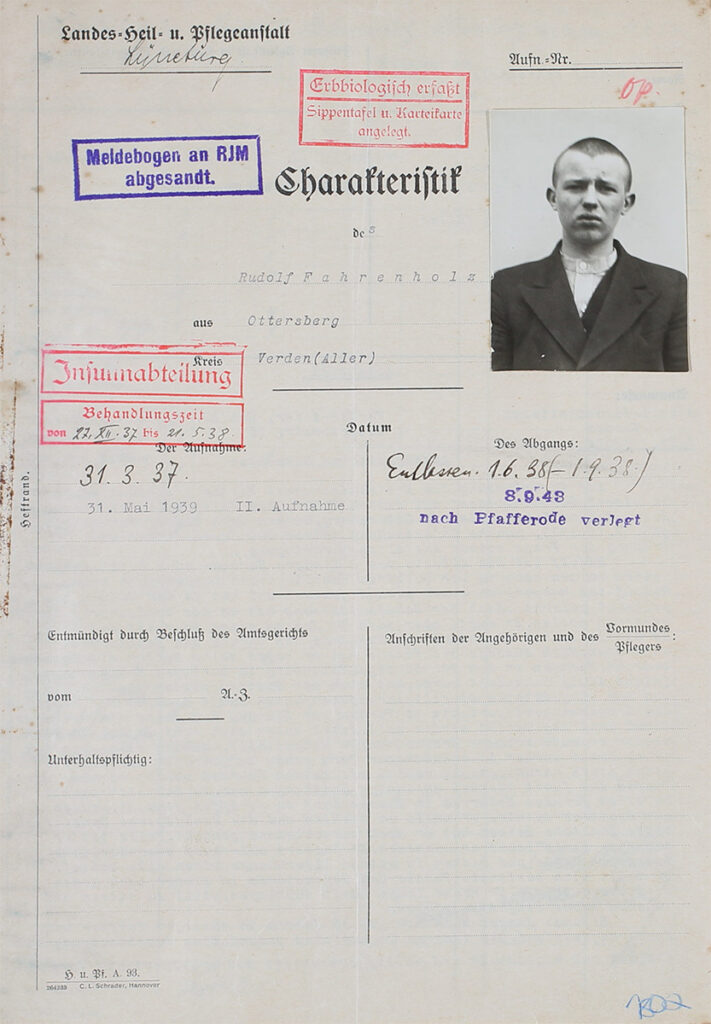 Landes-Heil- u. Pflegeanstalt
Lüneburg
Aufn.-Nr.
Erbbiologisch erfaßt
Sippentafel u. Karteikarte
angelegt.
Meldebogen an RJM
abgesandt.
Charakteristik
des
Rudolf Fahrenholz
aus Ottersberg
Kreis Verden(Aller)
Insulinabteilung
Behandlungszeit
von 27.XII.37 bis 21.5.38
Datum
Der Aufnahme:
Des Abgangs:
31.3.37.
Entlassen. 1.6.38 (-1.9.38)
31. Mai 1939 II. Aufnahme
8.9.43
nach Pfafferode verlegt
Heftrand.
Entmündigt durch Beschluß des Amtsgerichts
vom A.-Z.
Unterhaltspflichtig:
Anschriften der Angehörigen und des Vormundes
Pflegers :
H. u. Pf. A. 93.
264233 C. L. Schrader, Hannover